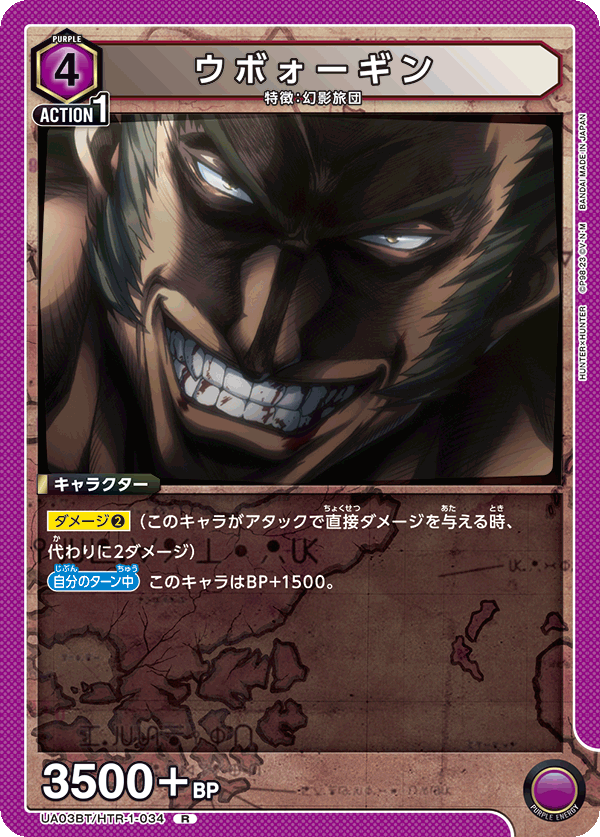 PURPLE
4
ウボォーギン
特徴:幻影旅団
ACTION1
HUNTER×HUNTER ©P98-23 ©V・N・M BANDAI MADE IN JAPAN
キャラクター
ダメージ❷ (このキャラがアタックで直接ダメージを与える時、
代わりに2ダメージ)
自分のターン中 このキャラはBP+1500。
3500+BP
UA03BT/HTR-1-034 R
PURPLE ENERGY